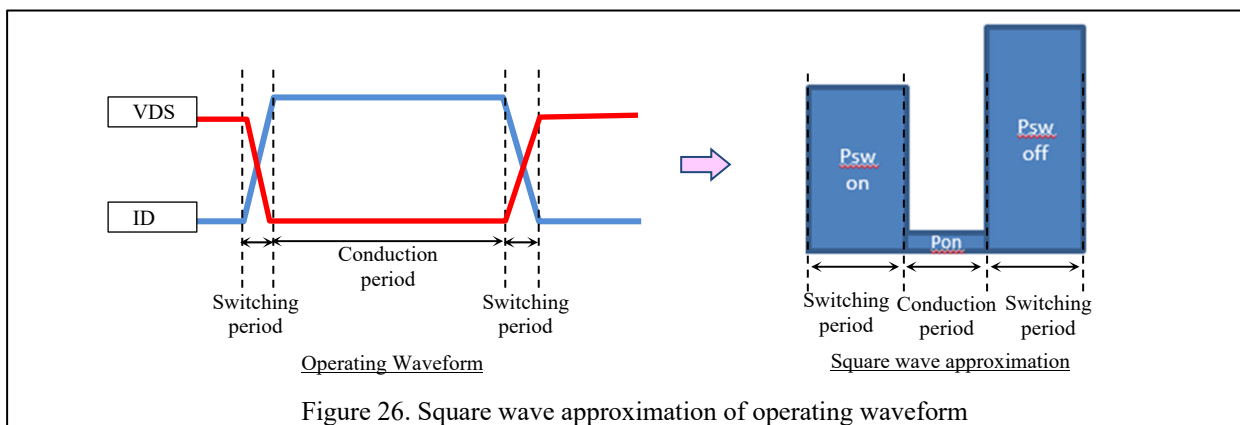 VDS
ID
Conduction
period
Switching
period
Switching
period
Operating Waveform
Psw
on
Pon
Psw
off
Switching
period
Conduction
period
Switching
period
Square wave approximation
Figure 26. Square wave approximation of operating waveform